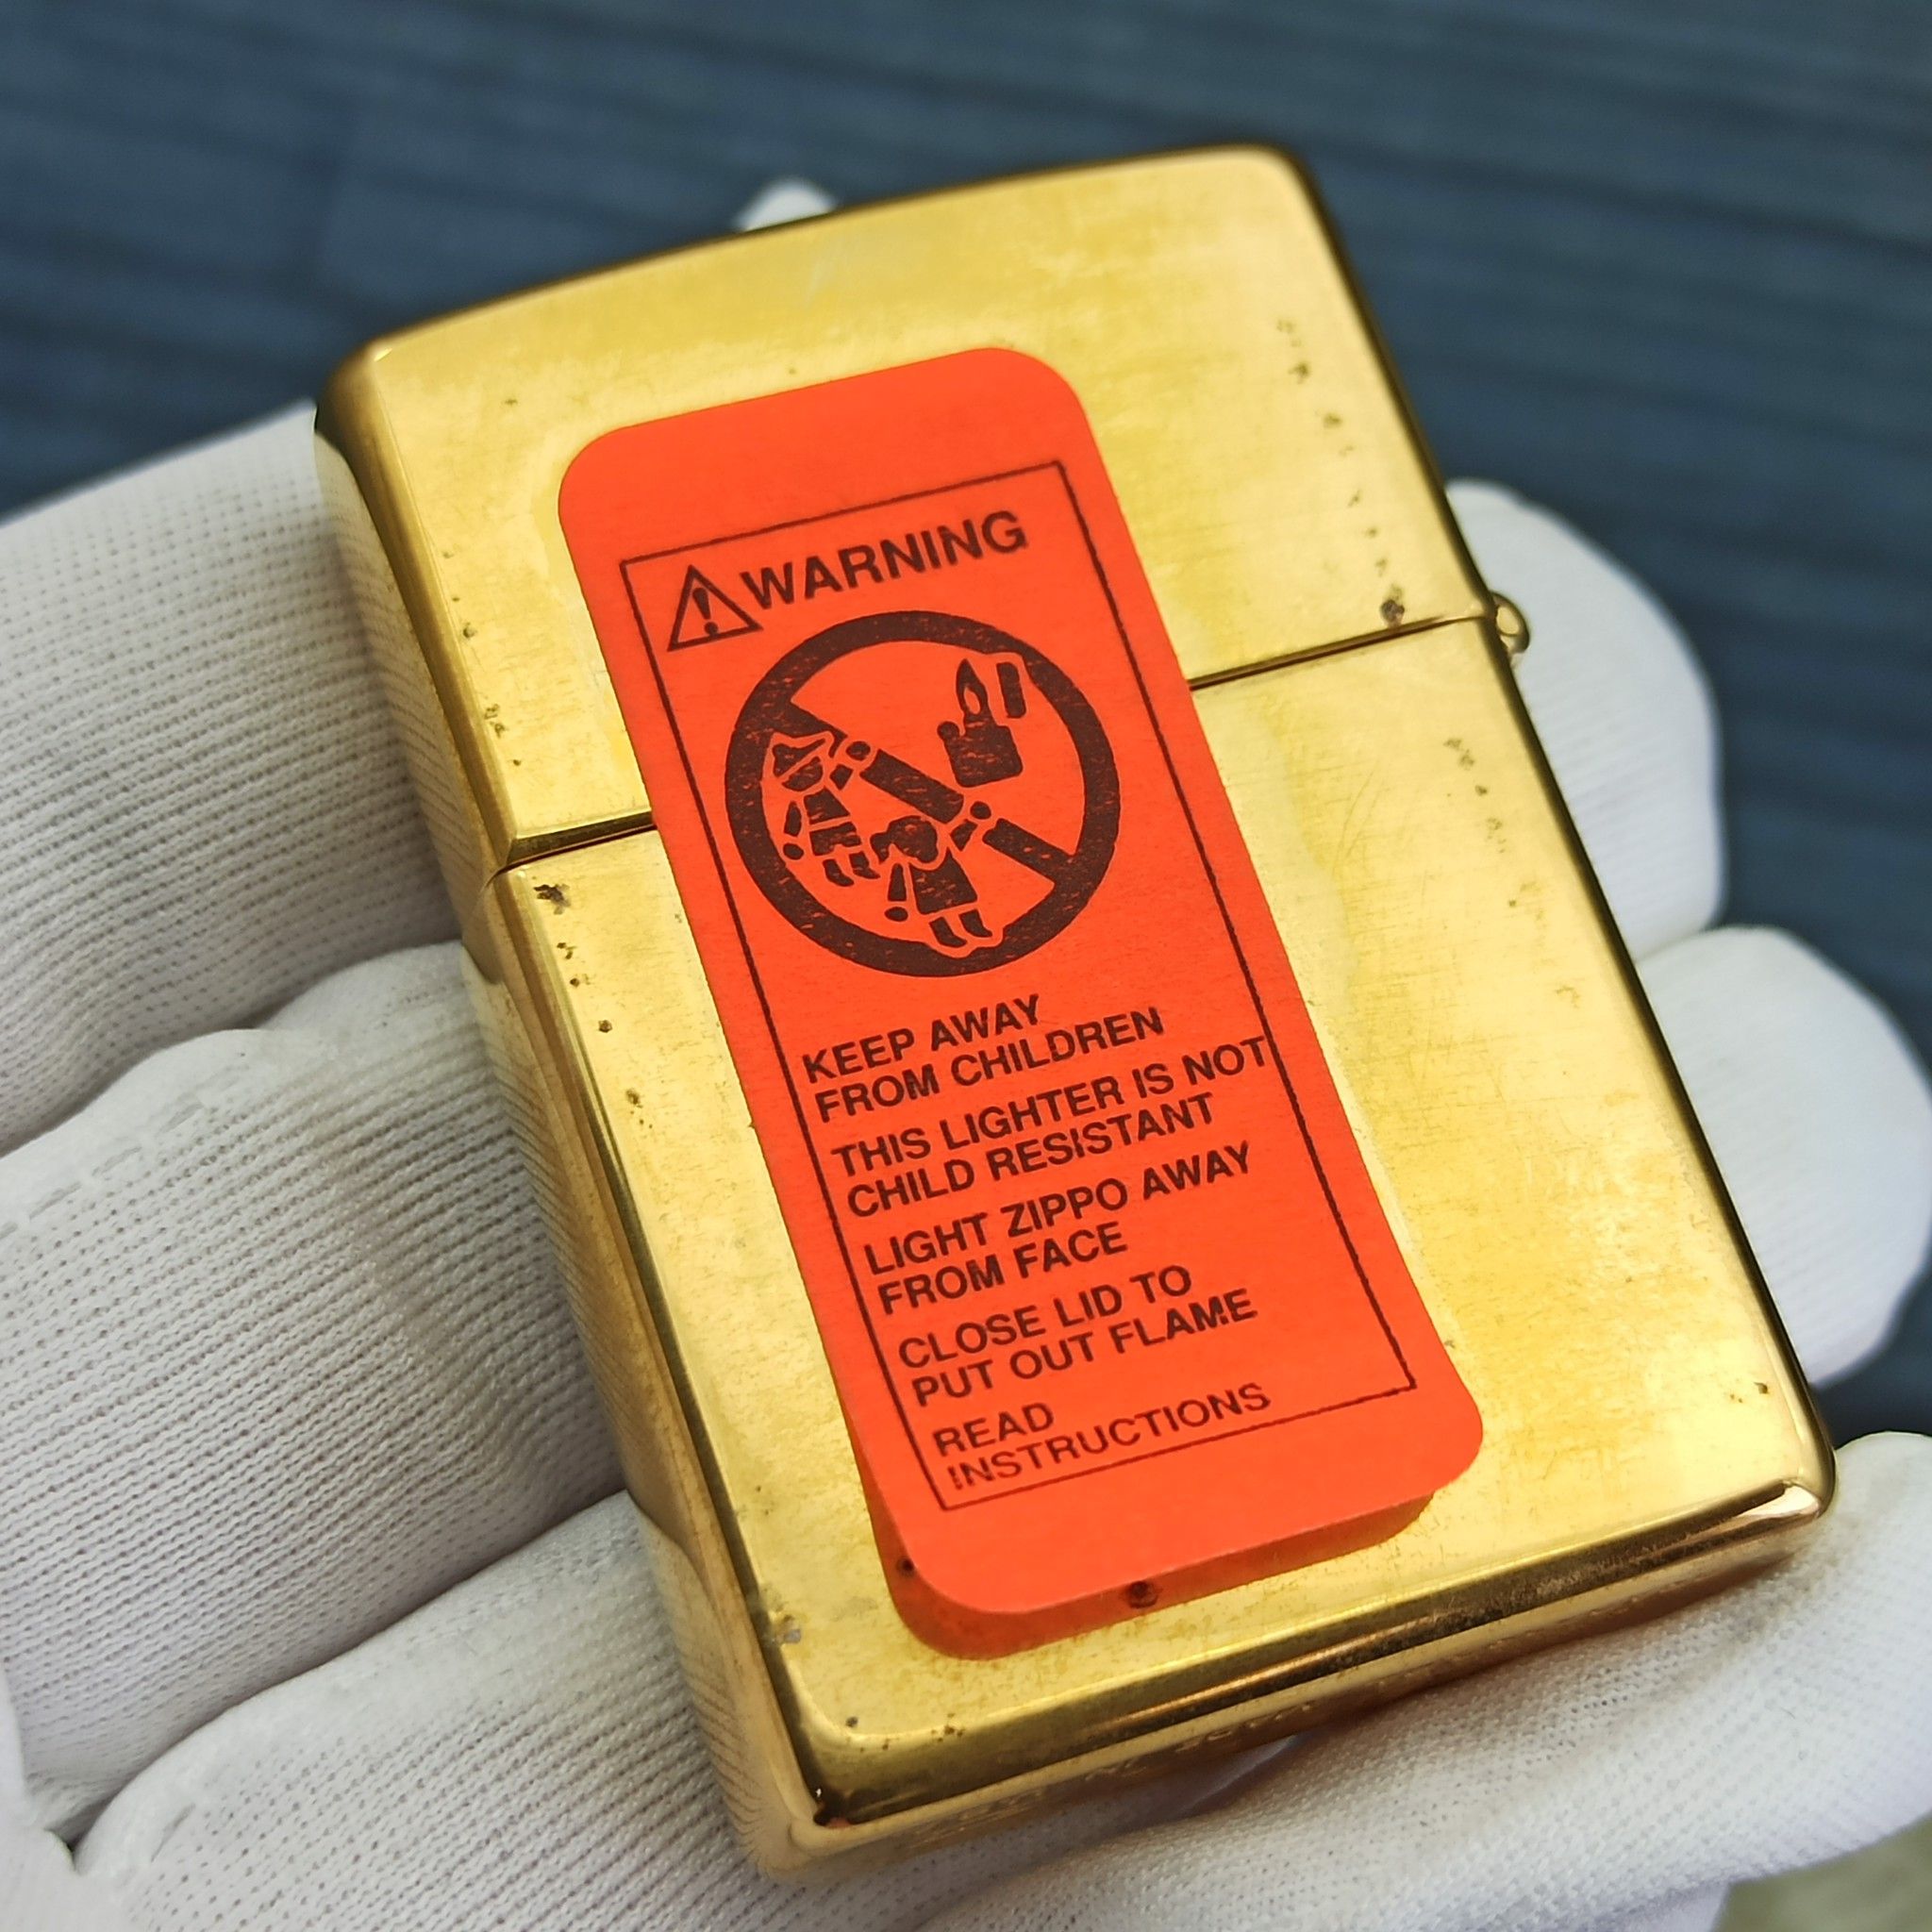 WARNING
KEEP AWAY
FROM CHILDREN
THIS LIGHTER IS NOT
CHILD RESISTANT
LIGHT ZIPPO AWAY
FROM FACE
CLOSE LID TO
PUT OUT FLAME
READ
INSTRUCTIONS